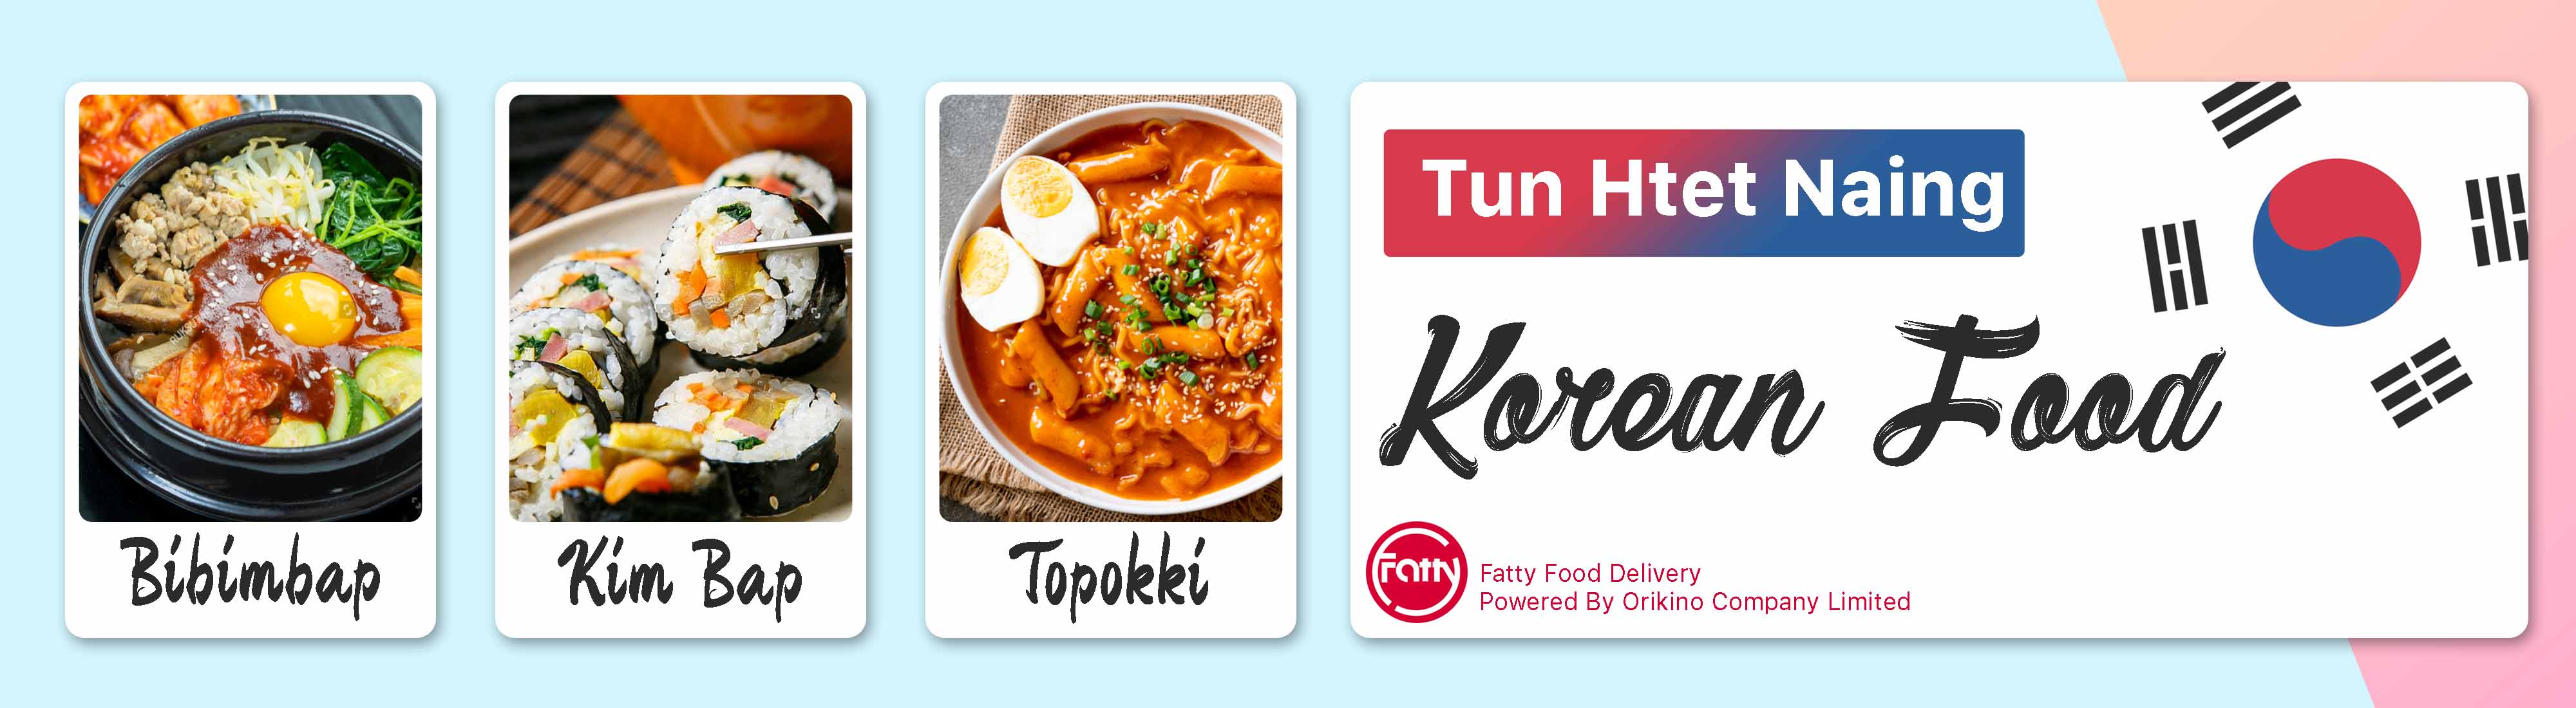 Bibimbap
Kim Bap
Topokki
Tun Htet Naing
Korean Food
Fatty
Fatty Food Delivery
Powered By Orikino Company Limited